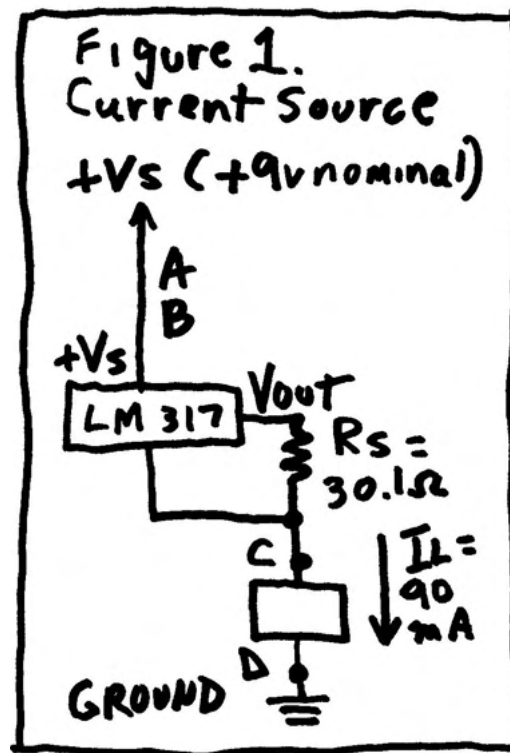 Figure 1.
Current Source
+Vs (+9v nominal)
A
B
+Vs
LM 317
Vout
Rs =
30.1Ω
C
IL =
90
mA
D
GROUND